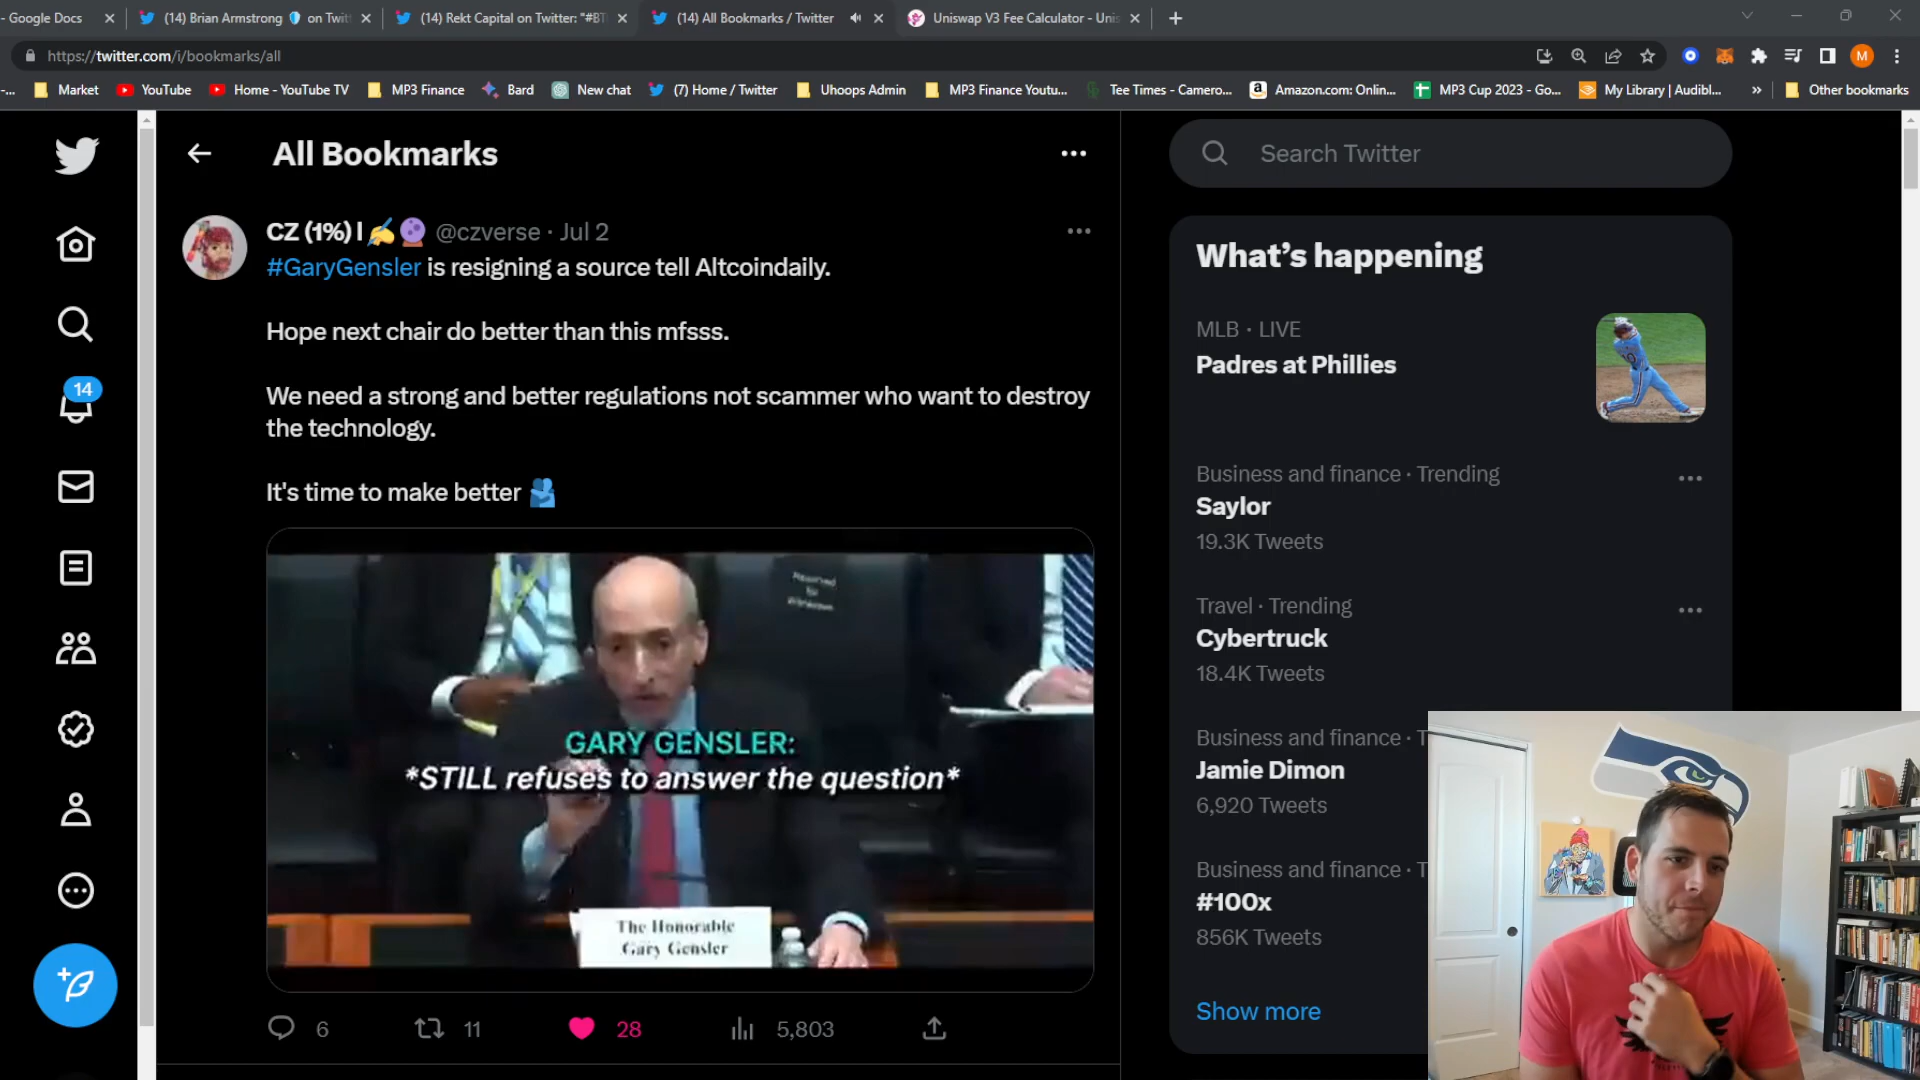 - Google Docs
(14) Brian Armstrong on Twit
(14) Rekt Capital on Twitter: "#BT
(14) All Bookmarks / Twitter
Uniswap V3 Fee Calculator - Unis
https://twitter.com/i/bookmarks/all
M
-...
Market
YouTube
Home - YouTube TV
MP3 Finance
Bard
New chat
(7) Home / Twitter
Uhoops Admin
MP3 Finance Youtu...
Tee Times - Camero...
Amazon.com: Onlin...
MP3 Cup 2023 - Go...
My Library | Audibl...
»
Other bookmarks
14
All Bookmarks
CZ (1%) | ✍️🔮 @czverse · Jul 2
#GaryGensler is resigning a source tell Altcoindaily.
Hope next chair do better than this mfsss.
We need a strong and better regulations not scammer who want to destroy
the technology.
It's time to make better 🫂
Reserved
for
Witnesses
GARY GENSLER:
*STILL refuses to answer the question*
The Honorable
Gary Gensler
6
11
28
5,803
Search Twitter
What's happening
MLB · LIVE
Padres at Phillies
Business and finance · Trending
Saylor
19.3K Tweets
Travel · Trending
Cybertruck
18.4K Tweets
Business and finance · T
Jamie Dimon
6,920 Tweets
Business and finance · T
#100x
856K Tweets
Show more